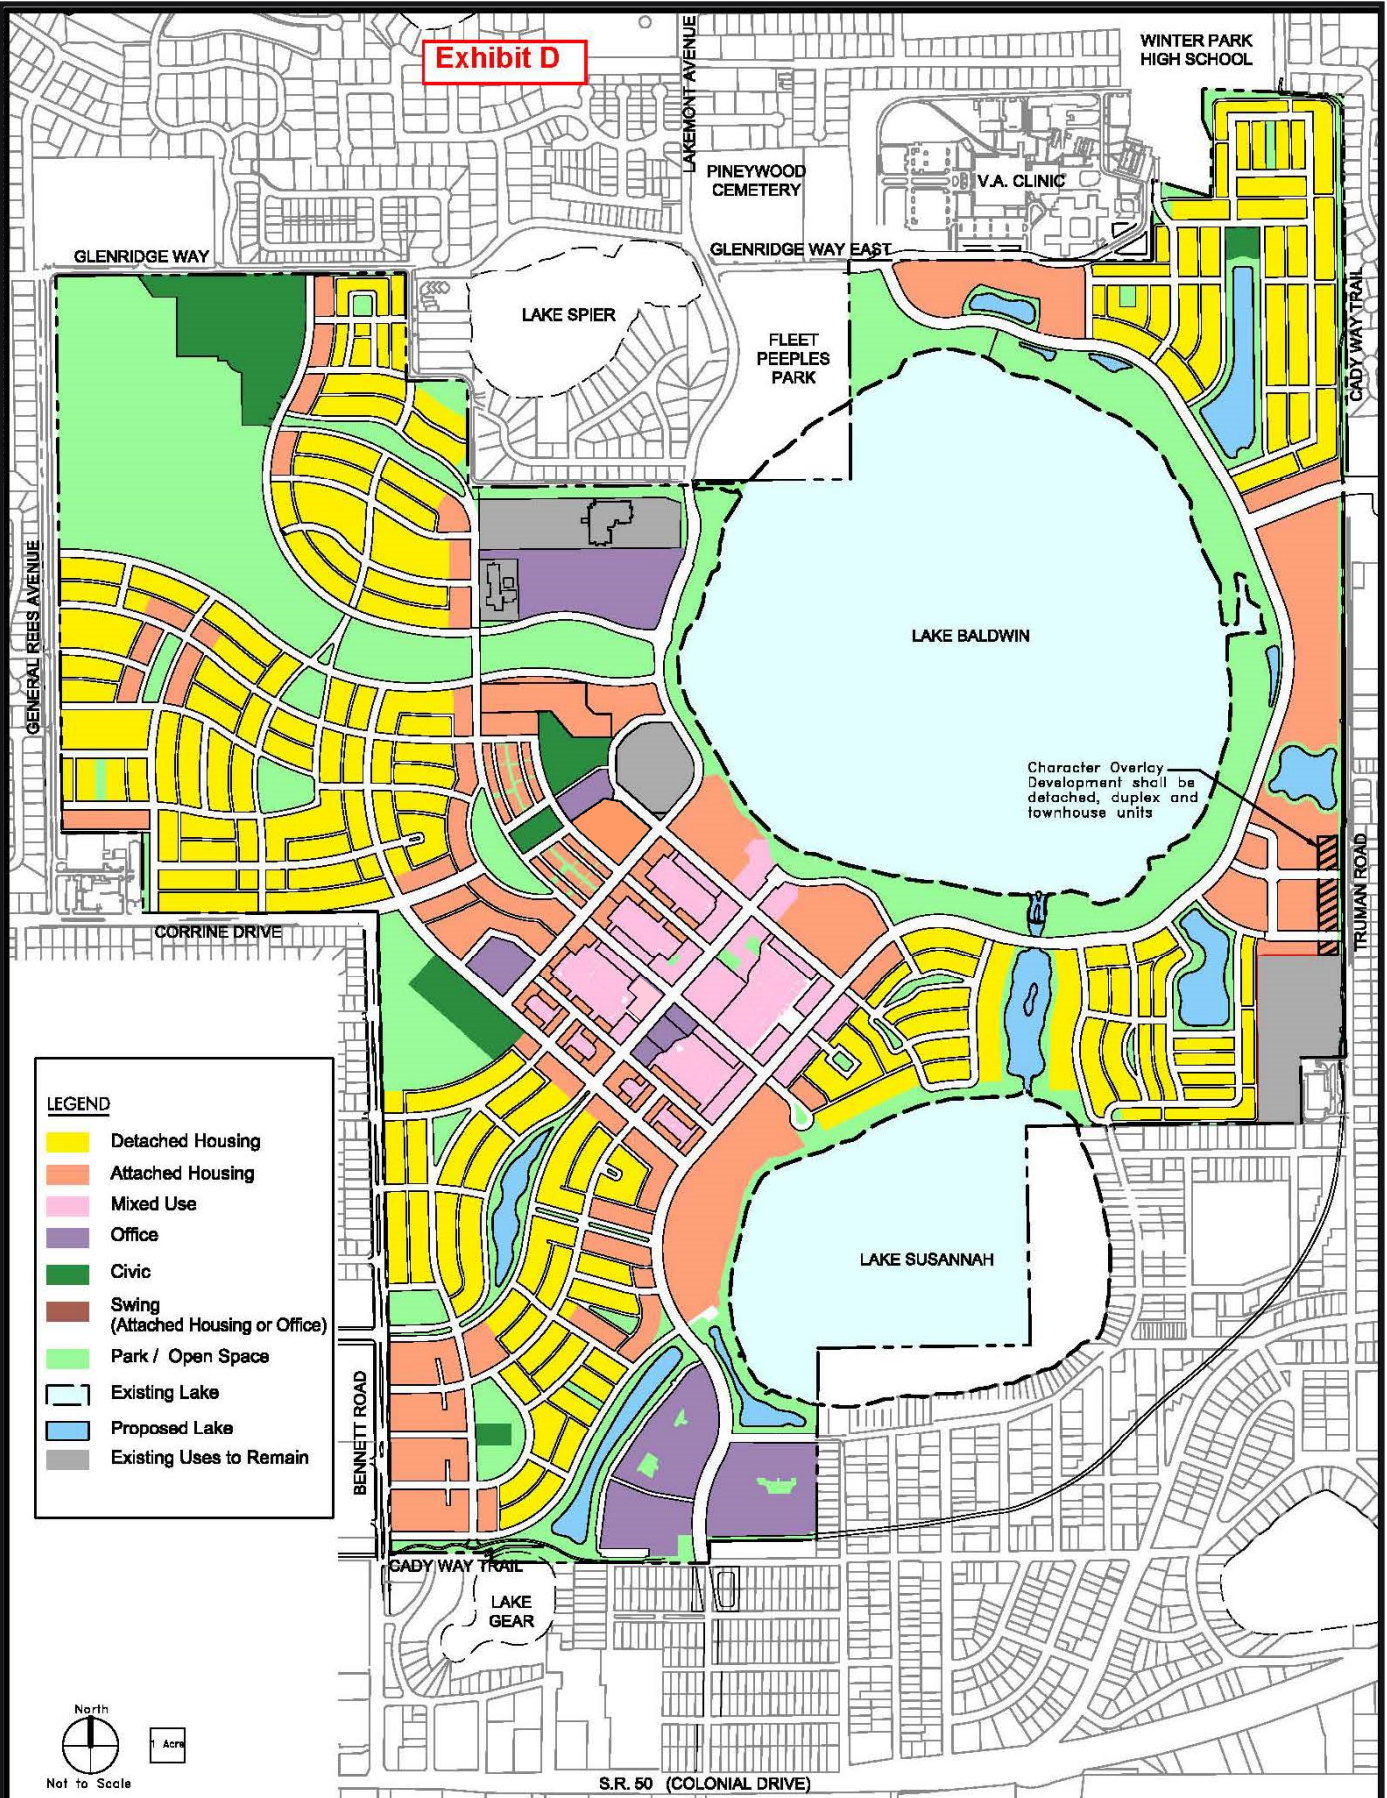 Exhibit D
LAKEMONT AVENUE
WINTER PARK
HIGH SCHOOL
PINEYWOOD
CEMETERY
V.A. CLINIC
GLENRIDGE WAY
GLENRIDGE WAY EAST
LAKE SPIER
FLEET
PEEPLES
PARK
CADY WAY TRAIL
GENERAL REES AVENUE
LAKE BALDWIN
Character Overlay
Development shall be
detached, duplex and
townhouse units
TRUMAN ROAD
CORRINE DRIVE
LEGEND
Detached Housing
Attached Housing
Mixed Use
Office
Civic
Swing
(Attached Housing or Office)
Park / Open Space
Existing Lake
Proposed Lake
Existing Uses to Remain
LAKE SUSANNAH
BENNETT ROAD
CADY WAY TRAIL
LAKE
GEAR
North
1 Acre
Not to Scale
S.R. 50 (COLONIAL DRIVE)